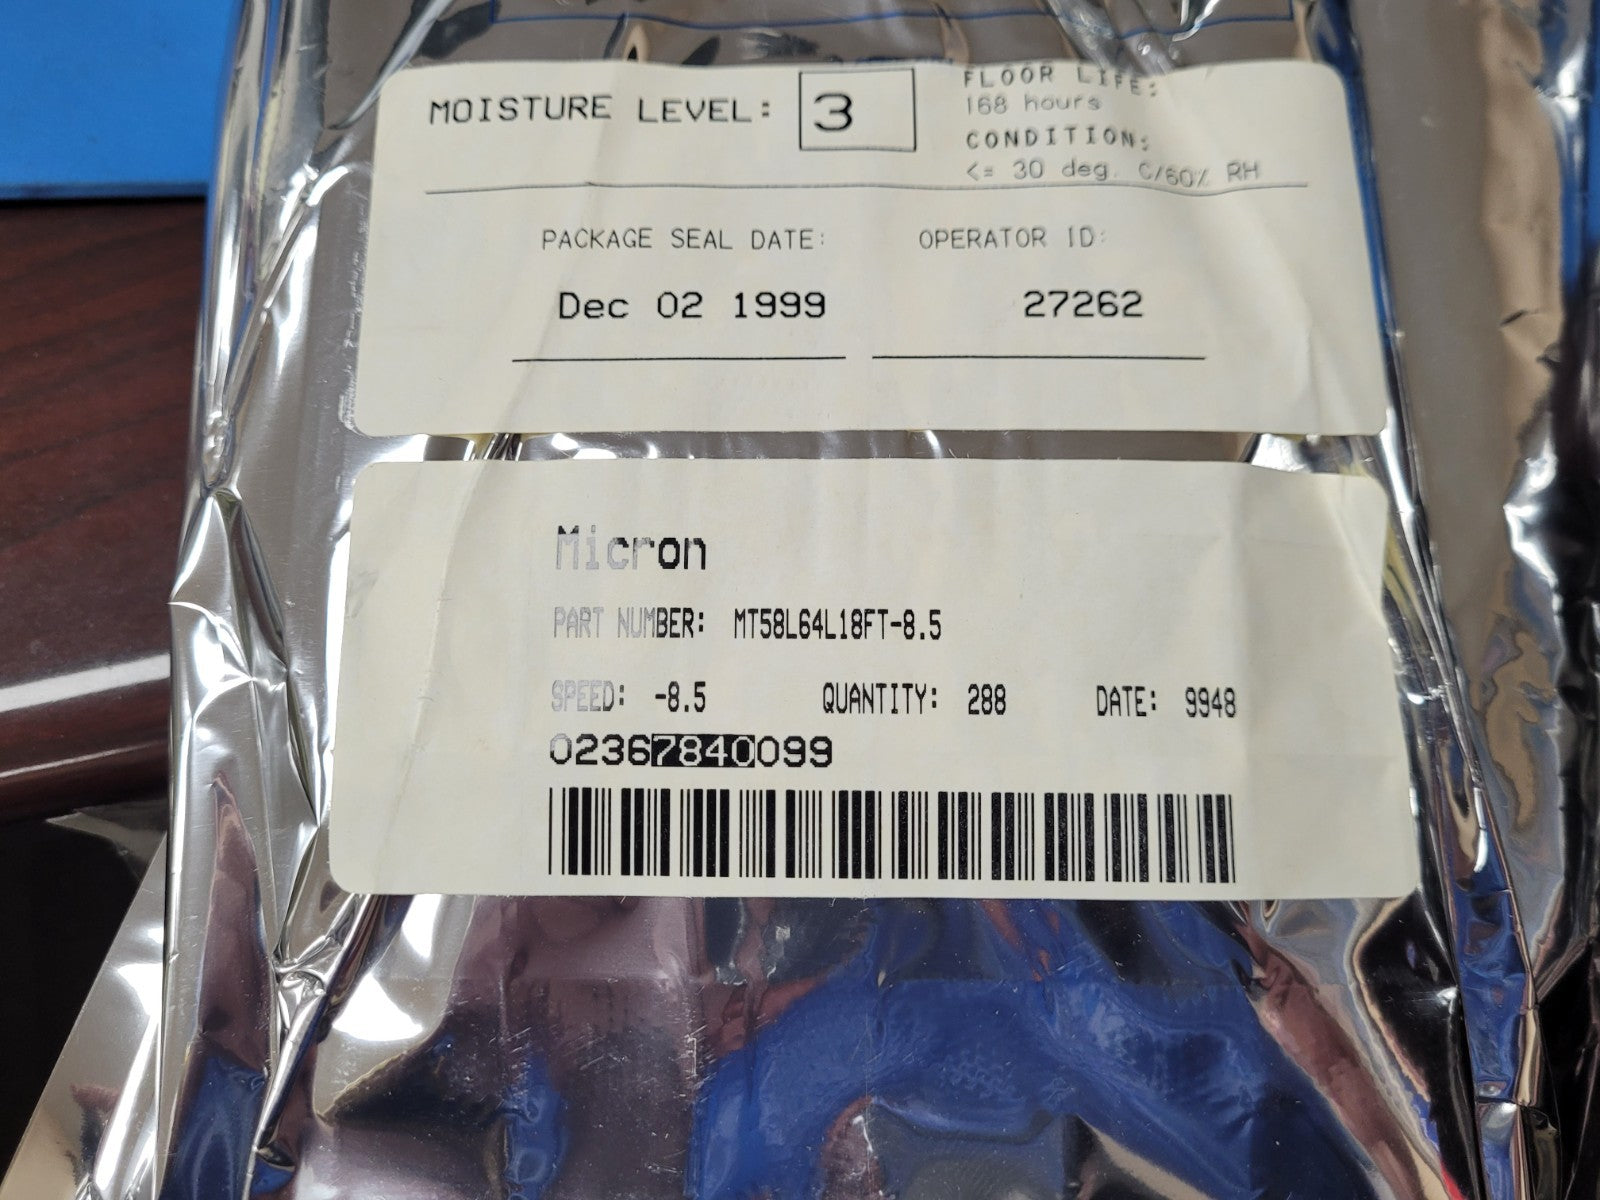 MOISTURE LEVEL: 3
FLOOR LIFE:
168 hours
CONDITION:
<= 30 deg. C/60% RH
PACKAGE SEAL DATE: OPERATOR ID:
Dec 02 1999 27262
Micron
PART NUMBER: MT58L64L18FT-8.5
SPEED: -8.5 QUANTITY: 288 DATE: 9948
02367840099